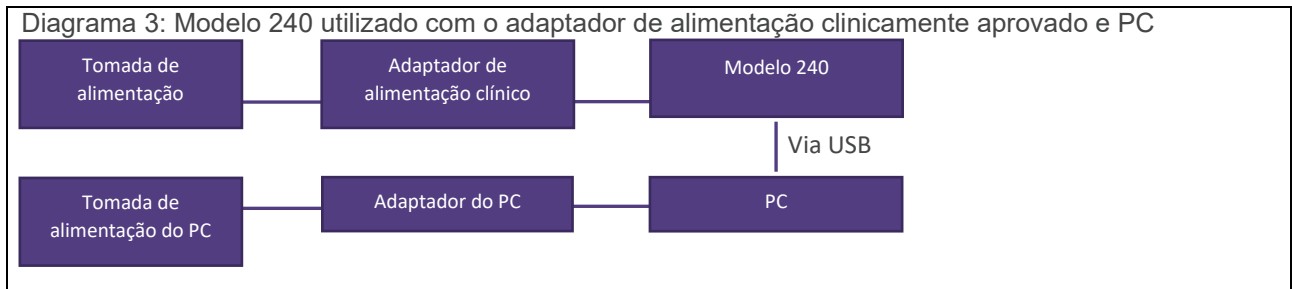 Diagrama 3: Modelo 240 utilizado com o adaptador de alimentação clinicamente aprovado e PC
Tomada de
alimentação
Adaptador de
alimentação clínico
Modelo 240
Via USB
Tomada de
alimentação do PC
Adaptador do PC
PC